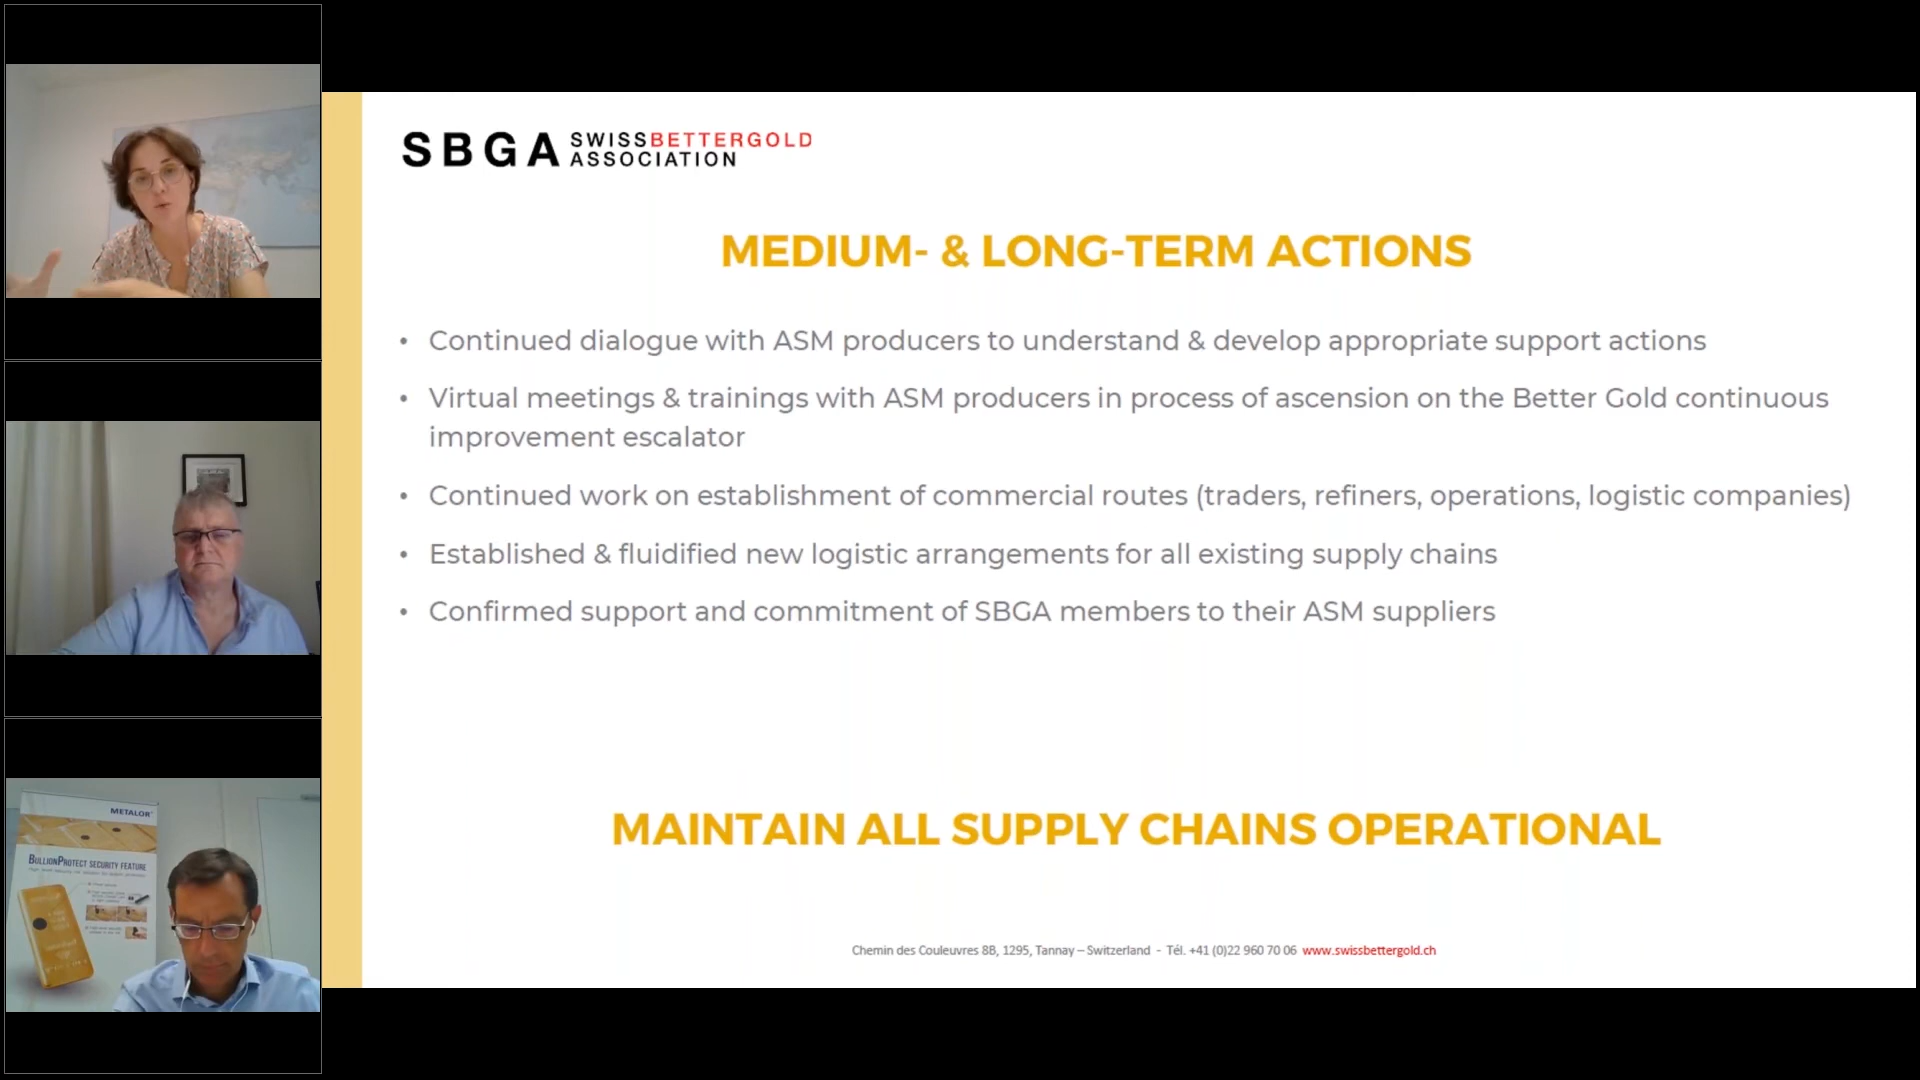 SBGA SWISSBETTERGOLD
ASSOCIATION
MEDIUM- & LONG-TERM ACTIONS
• Continued dialogue with ASM producers to understand & develop appropriate support actions
• Virtual meetings & trainings with ASM producers in process of ascension on the Better Gold continuous
improvement escalator
• Continued work on establishment of commercial routes (traders, refiners, operations, logistic companies)
• Established & fluidified new logistic arrangements for all existing supply chains
• Confirmed support and commitment of SBGA members to their ASM suppliers
MAINTAIN ALL SUPPLY CHAINS OPERATIONAL
Chemin des Couleuvres 8B, 1295, Tannay – Switzerland - Tél. +41 (0)22 960 70 06 www.swissbettergold.ch
METALOR
BULLIONPROTECT SECURITY FEATURE